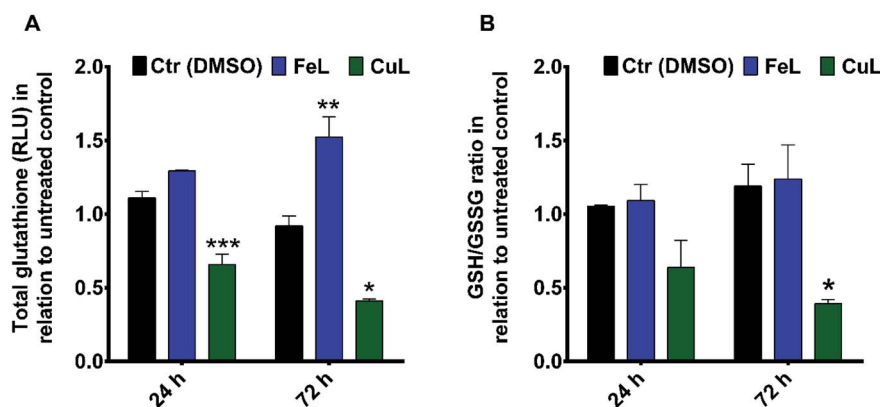 A
Total glutathione (RLU) in
relation to untreated control
Ctr (DMSO) FeL CuL
2.0
1.5
1.0
0.5
0.0
***
**
*
24 h
72 h
B
GSH/GSSG ratio in
relation to untreated control
Ctr (DMSO) FeL CuL
2.0
1.5
1.0
0.5
0.0
*
24 h
72 h